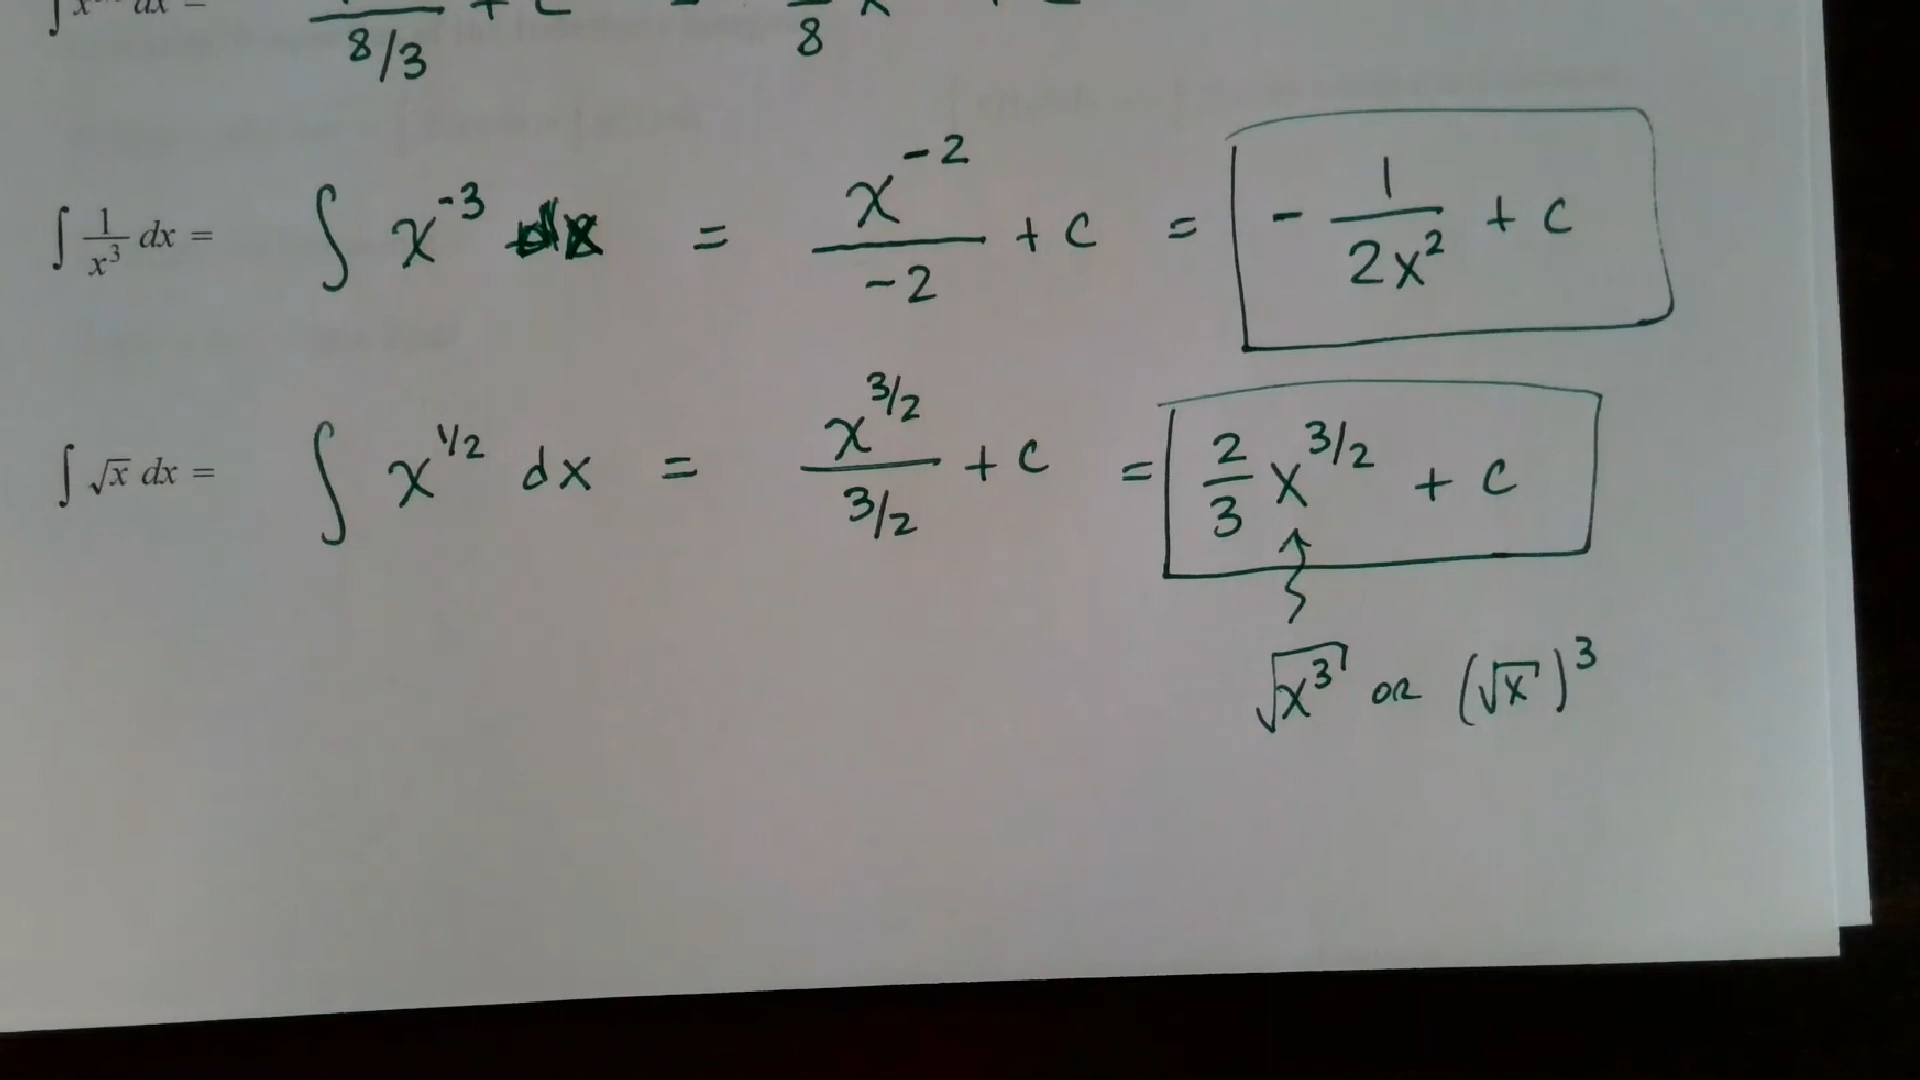 8/3 + C = 8 x
∫ 1/x³ dx = ∫ x⁻³ dx = x⁻²/-2 + C = - 1/2x² + C
∫ √x dx = ∫ x^1/2 dx = x^3/2 / 3/2 + C = 2/3 x^3/2 + C
√x³ OR (√x)³